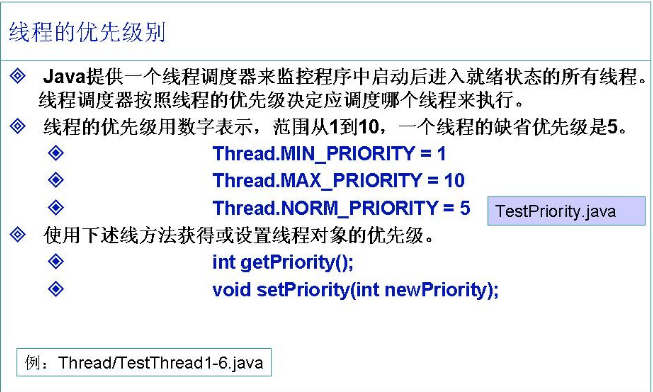 线程的优先级别
Java提供一个线程调度器来监控程序中启动后进入就绪状态的所有线程。
线程调度器按照线程的优先级决定应调度哪个线程来执行。
线程的优先级用数字表示，范围从1到10，一个线程的缺省优先级是5。
Thread.MIN_PRIORITY = 1
Thread.MAX_PRIORITY = 10
Thread.NORM_PRIORITY = 5
TestPriority.java
使用下述线方法获得或设置线程对象的优先级。
int getPriority();
void setPriority(int newPriority);
例：Thread/TestThread1-6.java